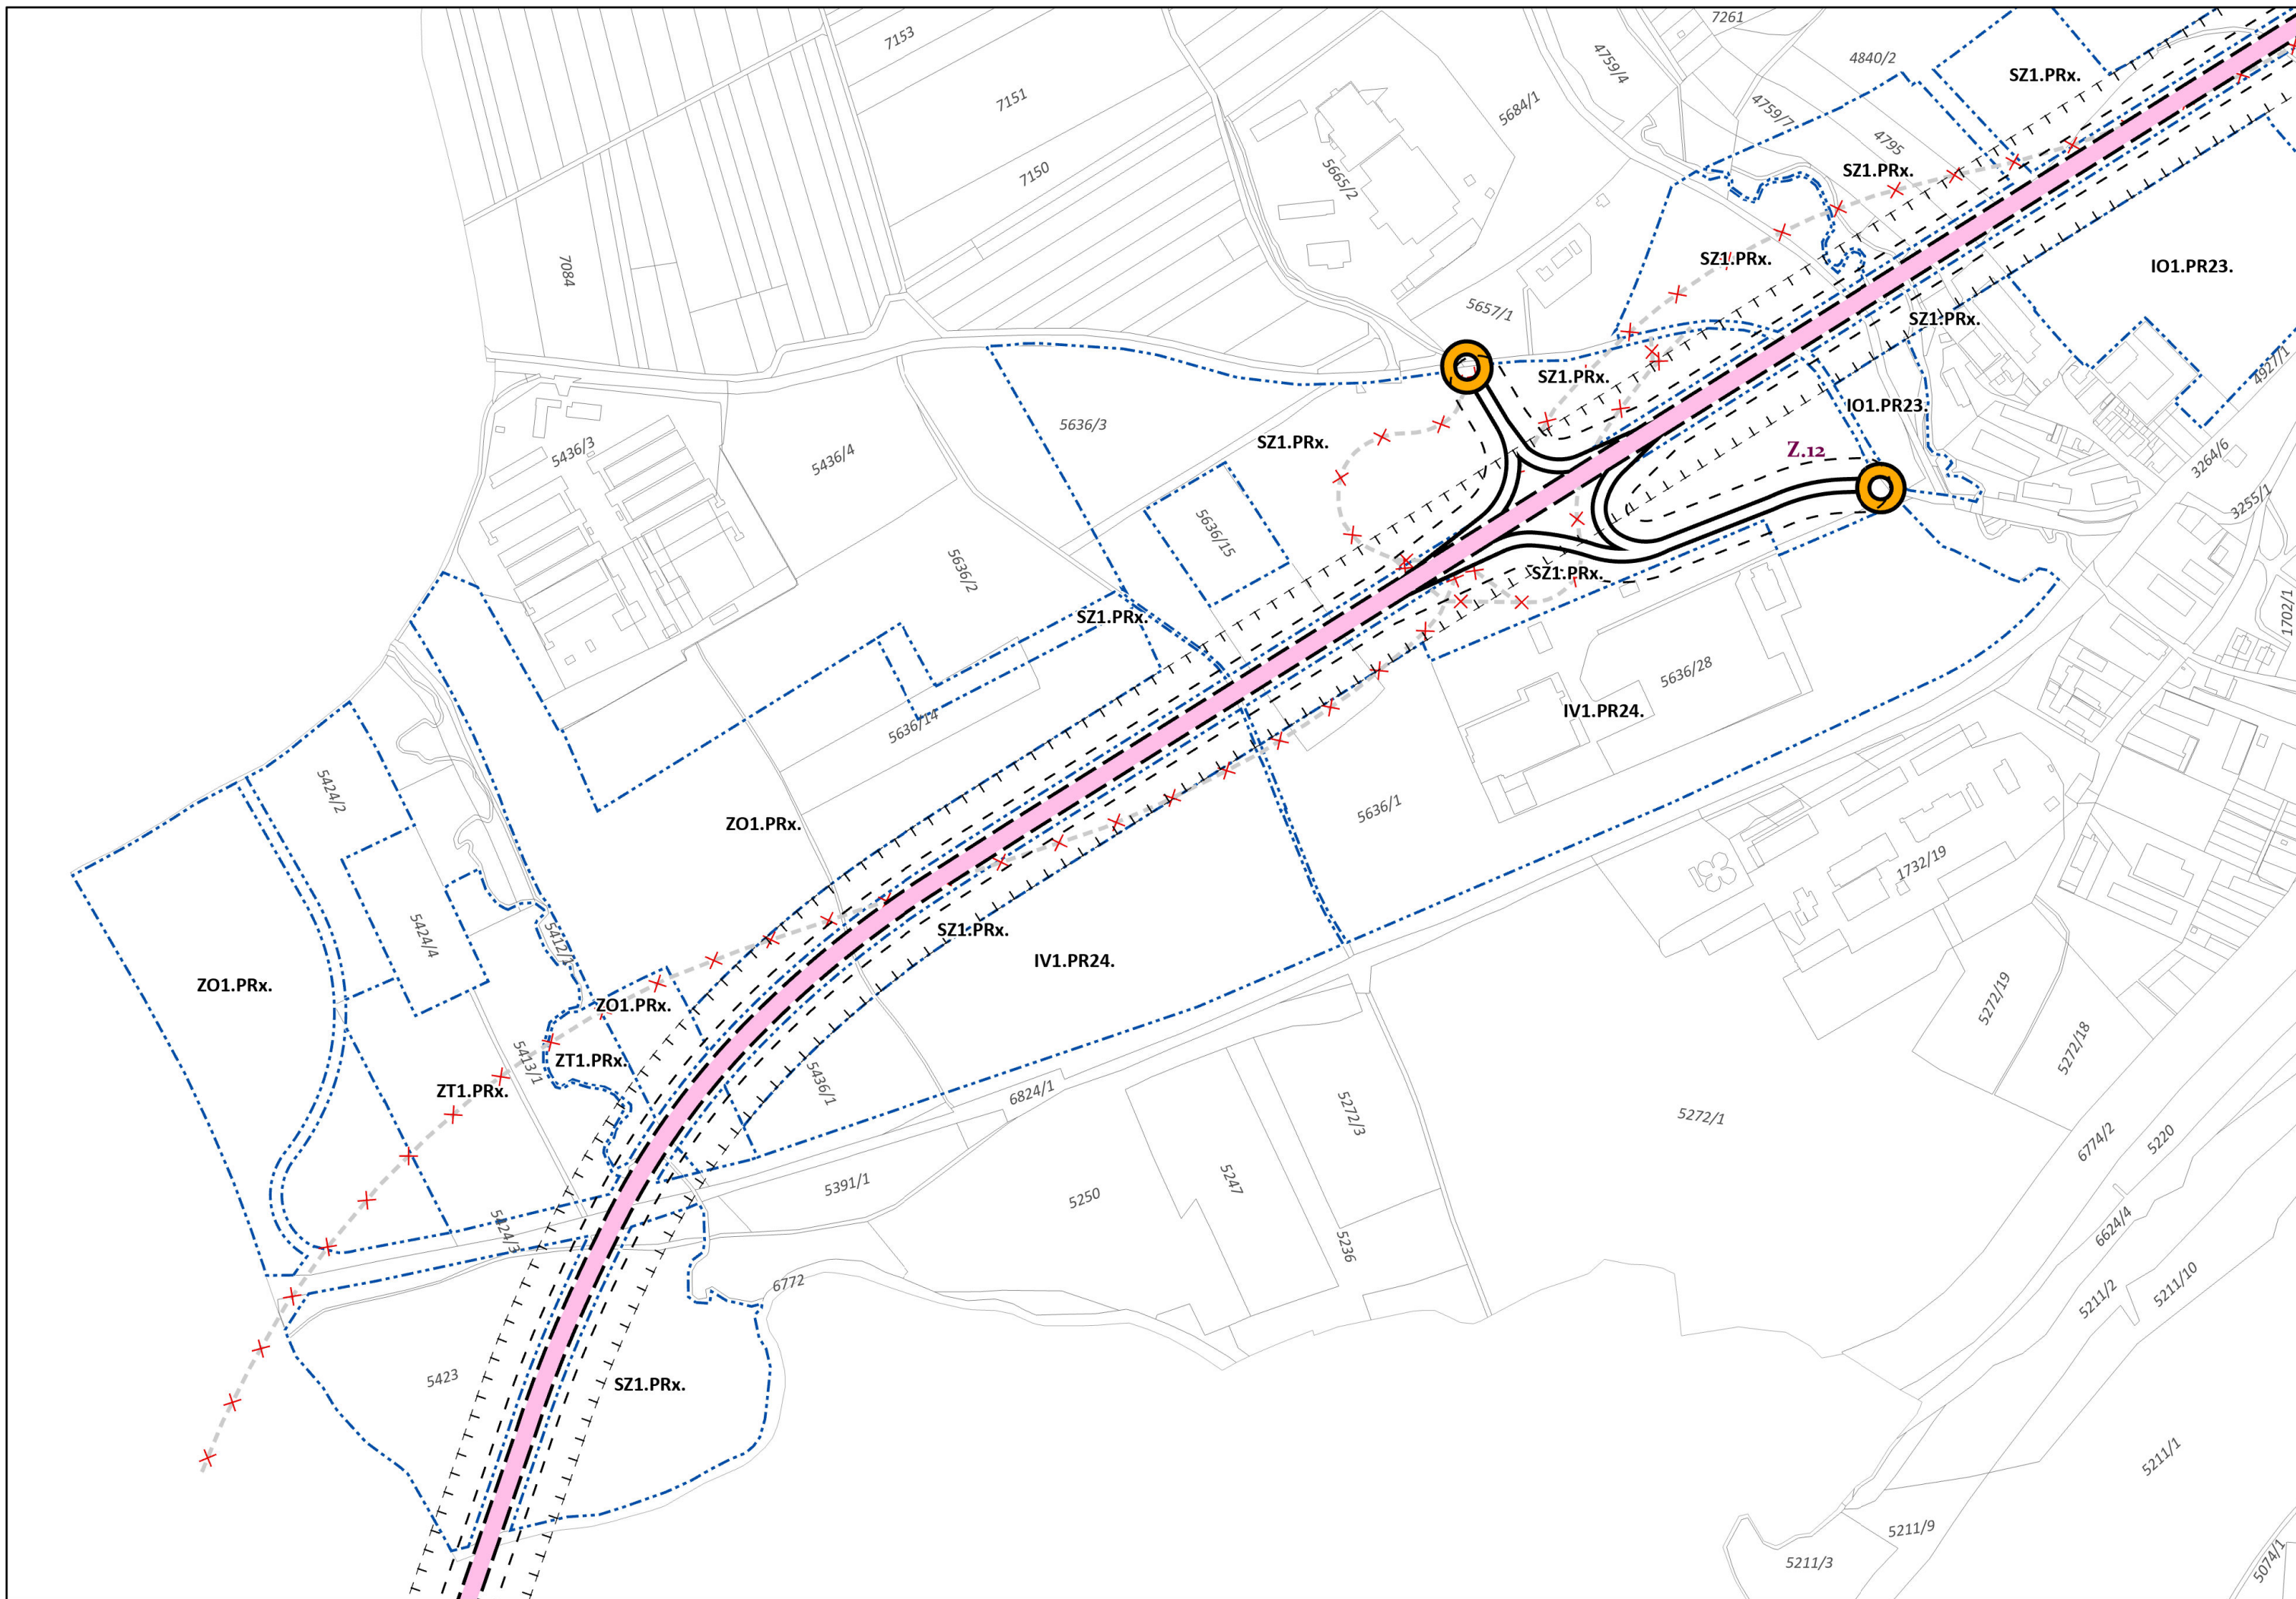 7261
7153
4759/4
4840/2
SZ1.PRx.
7151
5684/1
4759/7
4795
7150
5665/2
SZ1.PRx.
7084
SZ1.PRx.
IO1.PR23.
5657/1
SZ1.PRx.
4927/1
SZ1.PRx.
IO1.PR23.
5636/3
SZ1.PRx.
5436/3
5436/4
Z.12
3264/6
3255/1
5636/15
5636/2
SZ1.PRx.
1702/1
SZ1.PRx.
5636/28
IV1.PR24.
5636/14
5424/2
5636/1
ZO1.PRx.
1732/19
5424/4
SZ1.PRx.
5412/1
IV1.PR24.
ZO1.PRx.
ZO1.PRx.
5272/19
5272/18
ZT1.PRx.
5413/1
ZT1.PRx.
5436/1
6824/1
5272/3
5272/1
6774/2
5220
5391/1
5250
5247
5424/3
5236
6624/4
6772
5211/2
5211/10
5423
SZ1.PRx.
5211/1
5211/9
5211/3
5074/1